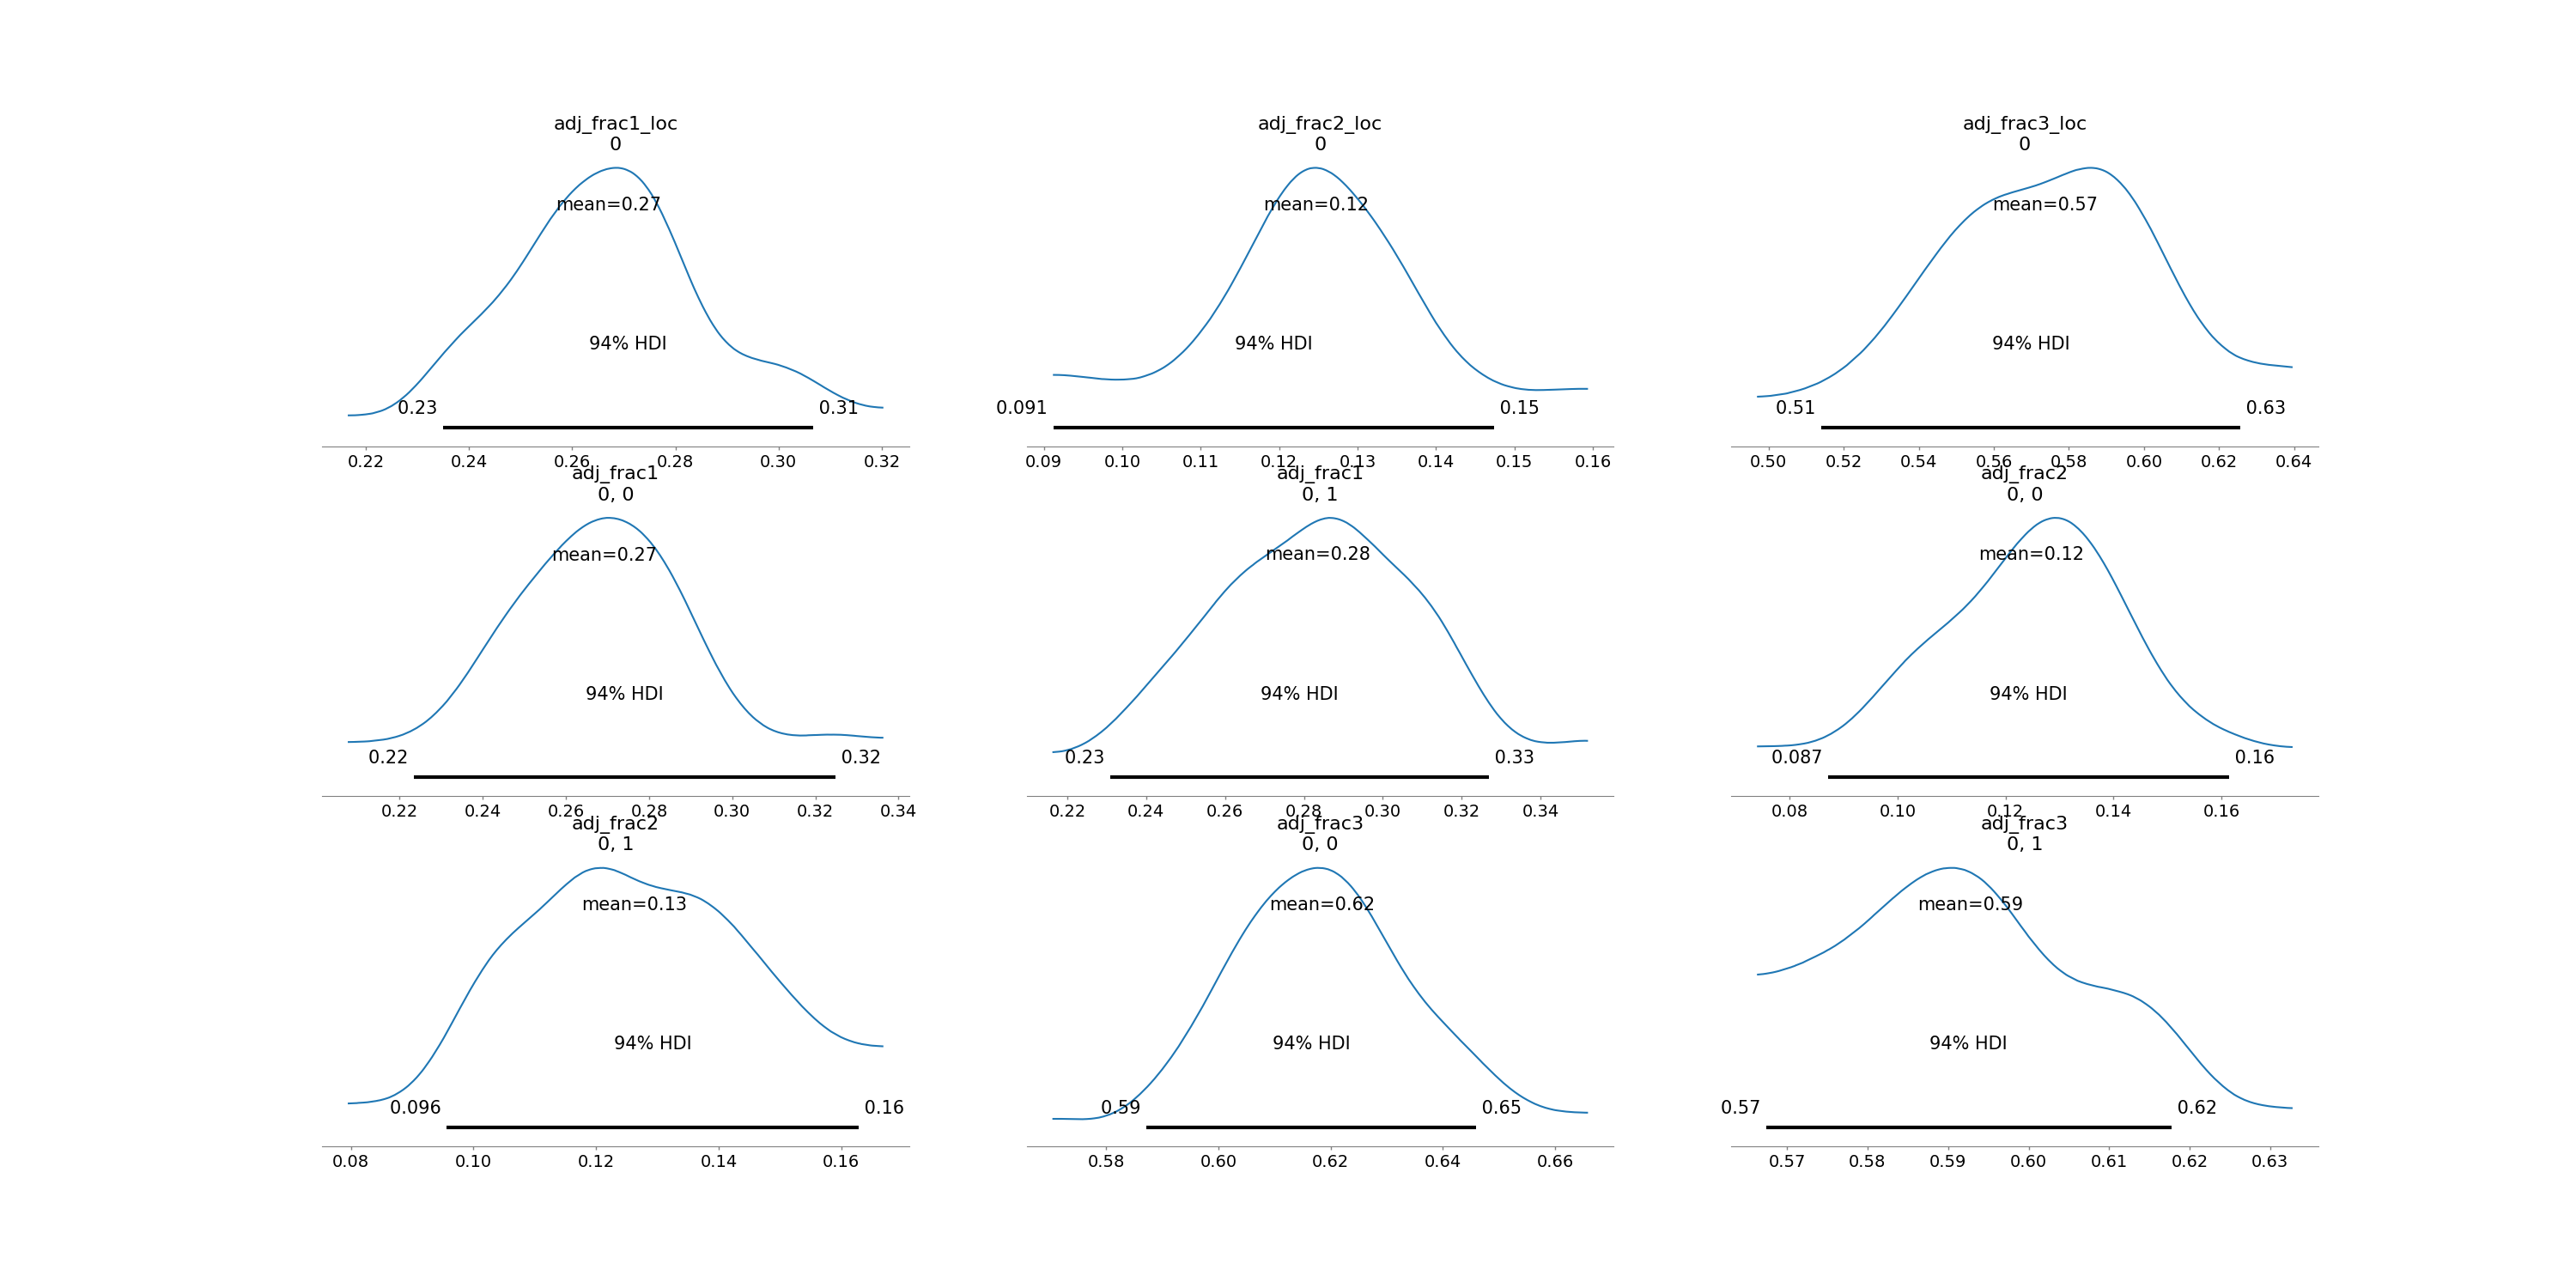 adj_frac1_loc
0
mean=0.27
94% HDI
0.23 0.31
0.22 0.24 0.26 0.28 0.30 0.32
adj_frac2_loc
0
mean=0.12
94% HDI
0.091 0.15
0.09 0.10 0.11 0.12 0.13 0.14 0.15 0.16
adj_frac3_loc
0
mean=0.57
94% HDI
0.51 0.63
0.50 0.52 0.54 0.56 0.58 0.60 0.62 0.64
adj_frac1
0, 0
mean=0.27
94% HDI
0.22 0.32
0.22 0.24 0.26 0.28 0.30 0.32 0.34
adj_frac1
0, 1
mean=0.28
94% HDI
0.23 0.33
0.22 0.24 0.26 0.28 0.30 0.32 0.34
adj_frac2
0, 0
mean=0.12
94% HDI
0.087 0.16
0.08 0.10 0.12 0.14 0.16
adj_frac2
0, 1
mean=0.13
94% HDI
0.096 0.16
0.08 0.10 0.12 0.14 0.16
adj_frac3
0, 0
mean=0.62
94% HDI
0.59 0.65
0.58 0.60 0.62 0.64 0.66
adj_frac3
0, 1
mean=0.59
94% HDI
0.57 0.62
0.57 0.58 0.59 0.60 0.61 0.62 0.63